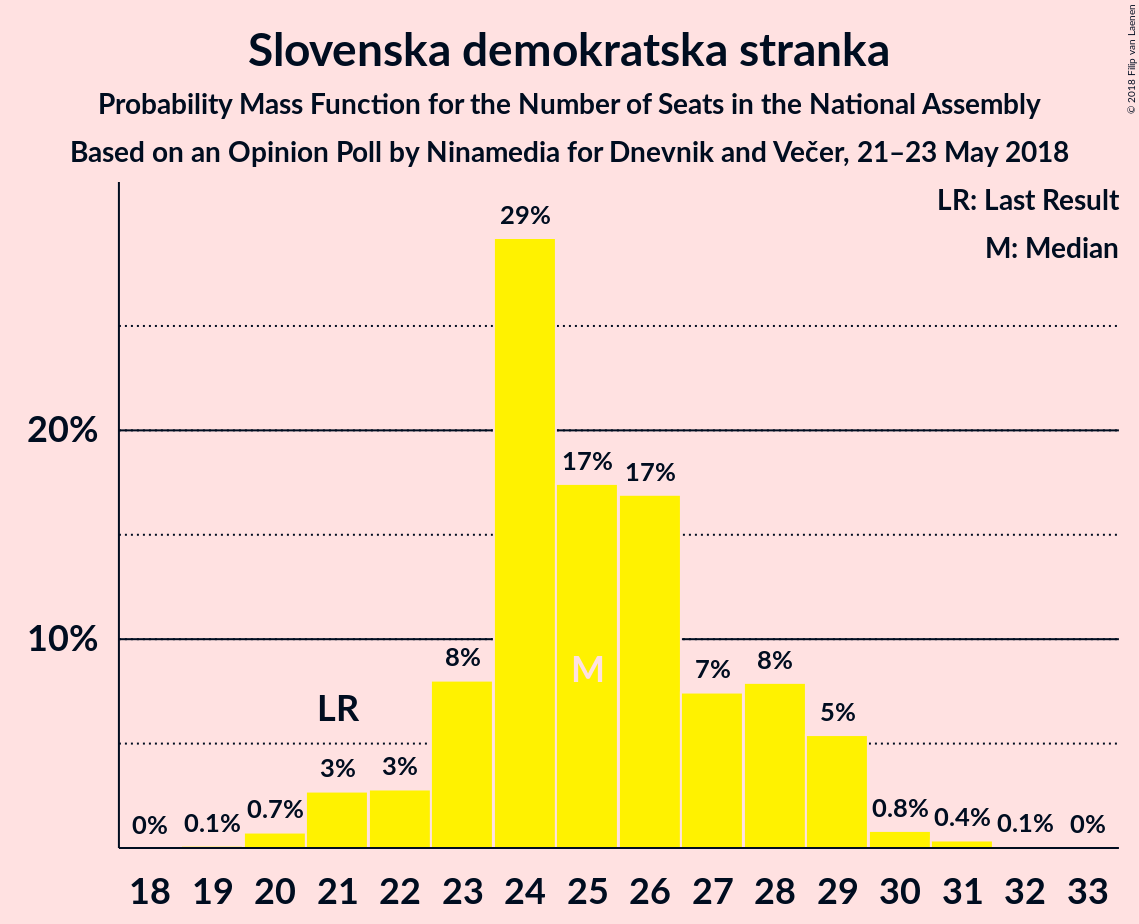 Slovenska demokratska stranka
Probability Mass Function for the Number of Seats in the National Assembly
Based on an Opinion Poll by Ninamedia for Dnevnik and Večer, 21–23 May 2018
© 2018 Filip van Laenen
LR: Last Result
M: Median
20%
10%
0%
0.1%
0.7%
3%
3%
8%
29%
17%
17%
7%
8%
5%
0.8%
0.4%
0.1%
0%
LR
M
18 19 20 21 22 23 24 25 26 27 28 29 30 31 32 33